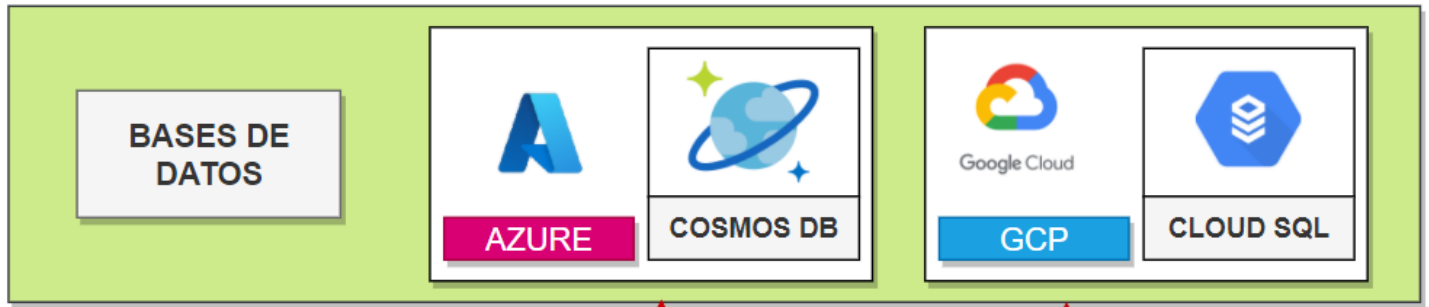 BASES DE
DATOS
AZURE
COSMOS DB
Google Cloud
GCP
CLOUD SQL